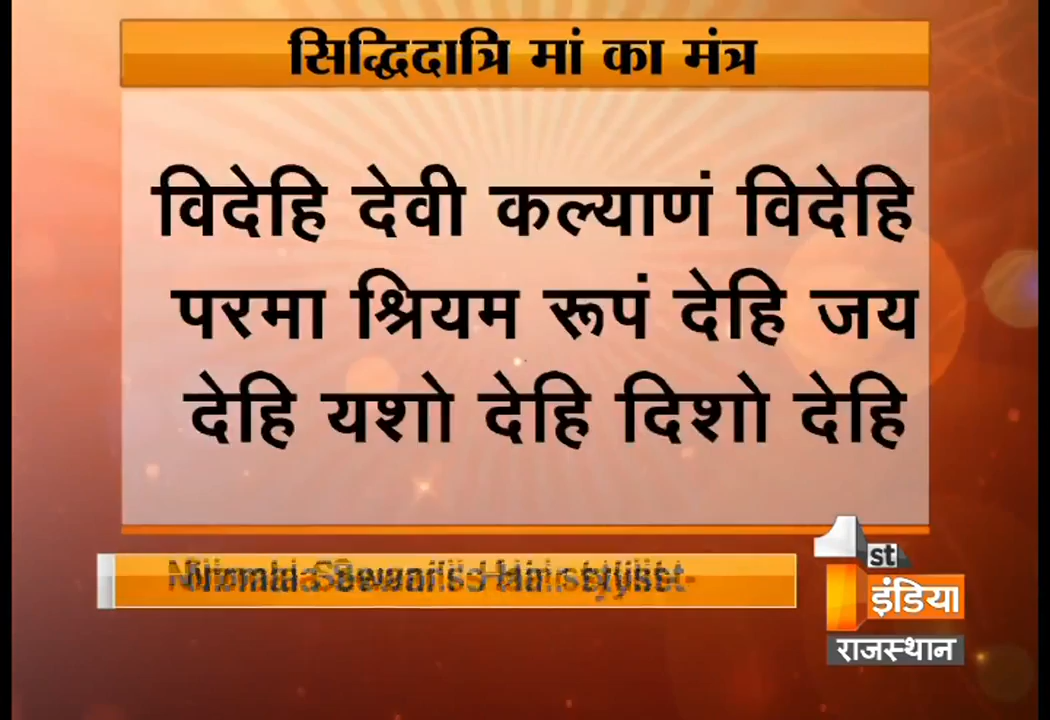 सिद्धिदात्रि मां का मंत्र
विदेहि देवी कल्याणं विदेहि
परमा श्रियम रूपं देहि जय
देहि यशो देहि दिशो देहि
1st
इंडिया
राजस्थान